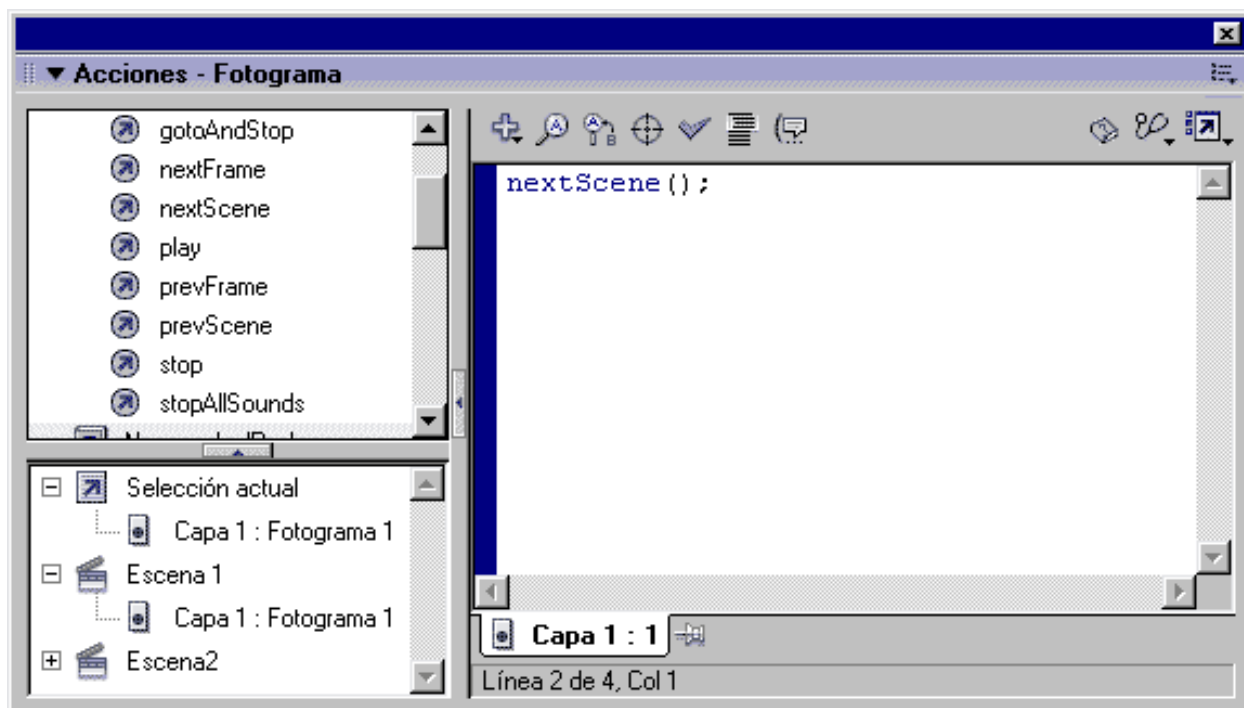 Acciones - Fotograma
gotoAndStop
nextFrame
nextScene
play
prevFrame
prevScene
stop
stopAllSounds
Selección actual
Capa 1 : Fotograma 1
Escena 1
Capa 1 : Fotograma 1
Escena2
nextScene();
Capa 1 : 1
Línea 2 de 4, Col 1